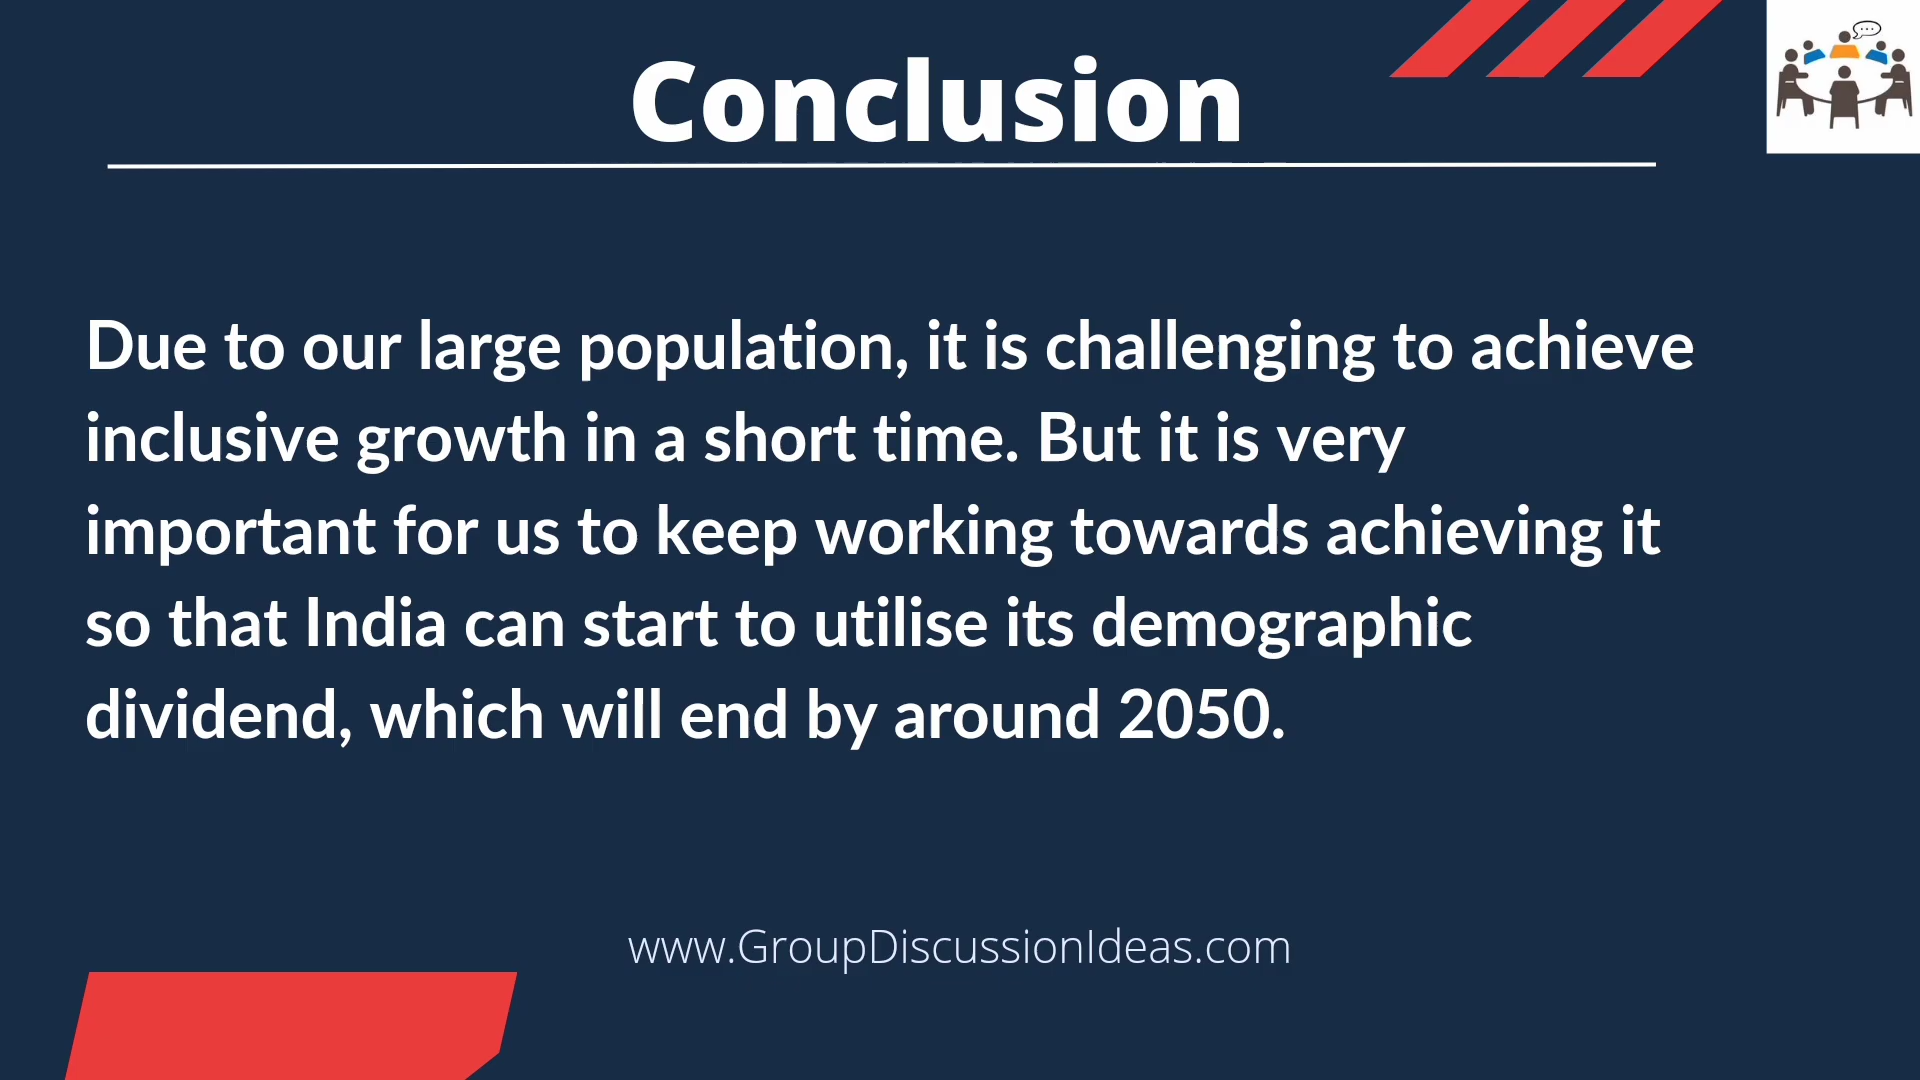 Conclusion
Due to our large population, it is challenging to achieve
inclusive growth in a short time. But it is very
important for us to keep working towards achieving it
so that India can start to utilise its demographic
dividend, which will end by around 2050.
www.GroupDiscussionIdeas.com